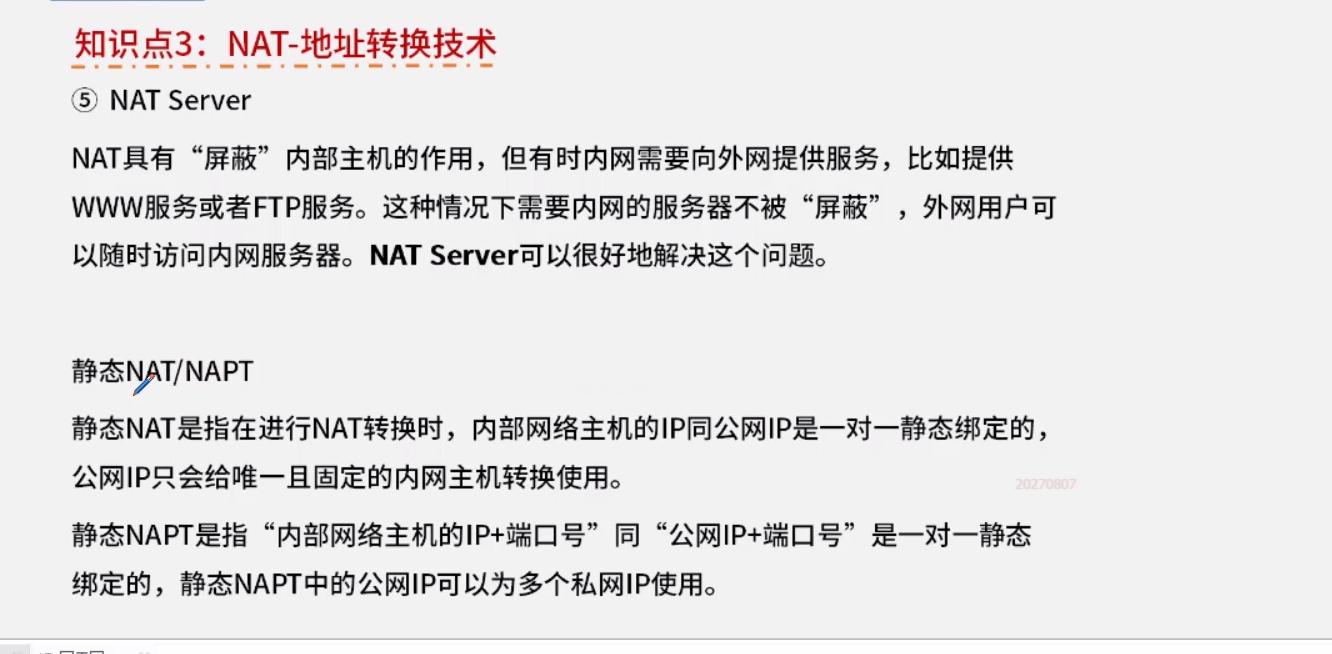 知识点3：NAT-地址转换技术
⑤ NAT Server
NAT具有“屏蔽”内部主机的作用，但有时内网需要向外网提供服务，比如提供
WWW服务或者FTP服务。这种情况下需要内网的服务器不被“屏蔽”，外网用户可
以随时访问内网服务器。NAT Server可以很好地解决这个问题。
静态NAT/NAPT
静态NAT是指在进行NAT转换时，内部网络主机的IP同公网IP是一对一静态绑定的，
公网IP只会给唯一且固定的内网主机转换使用。
20270807
静态NAPT是指“内部网络主机的IP+端口号”同“公网IP+端口号”是一对一静态
绑定的，静态NAPT中的公网IP可以为多个私网IP使用。